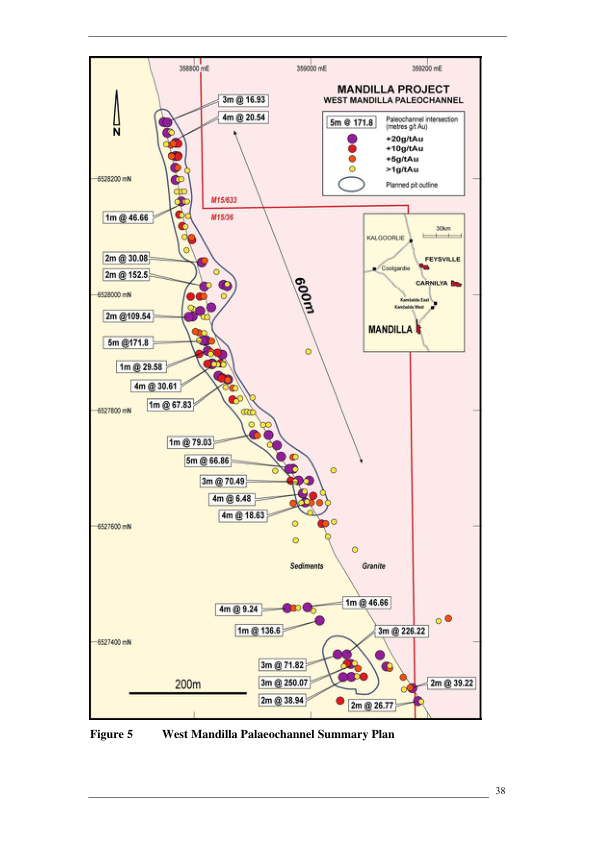 358800 mE 359000 mE 359200 mE
MANDILLA PROJECT
WEST MANDILLA PALEOCHANNEL
5m @ 171.8
Paleochannel intersection
(metres g/t Au)
+20g/tAu
+10g/tAu
+5g/tAu
>1g/tAu
Planned pit outline
N
3m @ 16.93
4m @ 20.54
6528200 mN
M15/633
M15/36
1m @ 46.66
30km
KALGOORLIE
FEYSVILLE
Coolgardie
CARNILYA
Kambalda East
Kambalda West
MANDILLA
2m @ 30.08
2m @ 152.5
6528000 mN
600m
2m @109.54
5m @171.8
1m @ 29.58
4m @ 30.61
1m @ 67.83
6527800 mN
1m @ 79.03
5m @ 66.86
3m @ 70.49
4m @ 6.48
4m @ 18.63
6527600 mN
Sediments Granite
4m @ 9.24
1m @ 46.66
1m @ 136.6
3m @ 226.22
6527400 mN
3m @ 71.82
3m @ 250.07
2m @ 38.94
2m @ 39.22
2m @ 26.77
200m
Figure 5 West Mandilla Palaeochannel Summary Plan
38